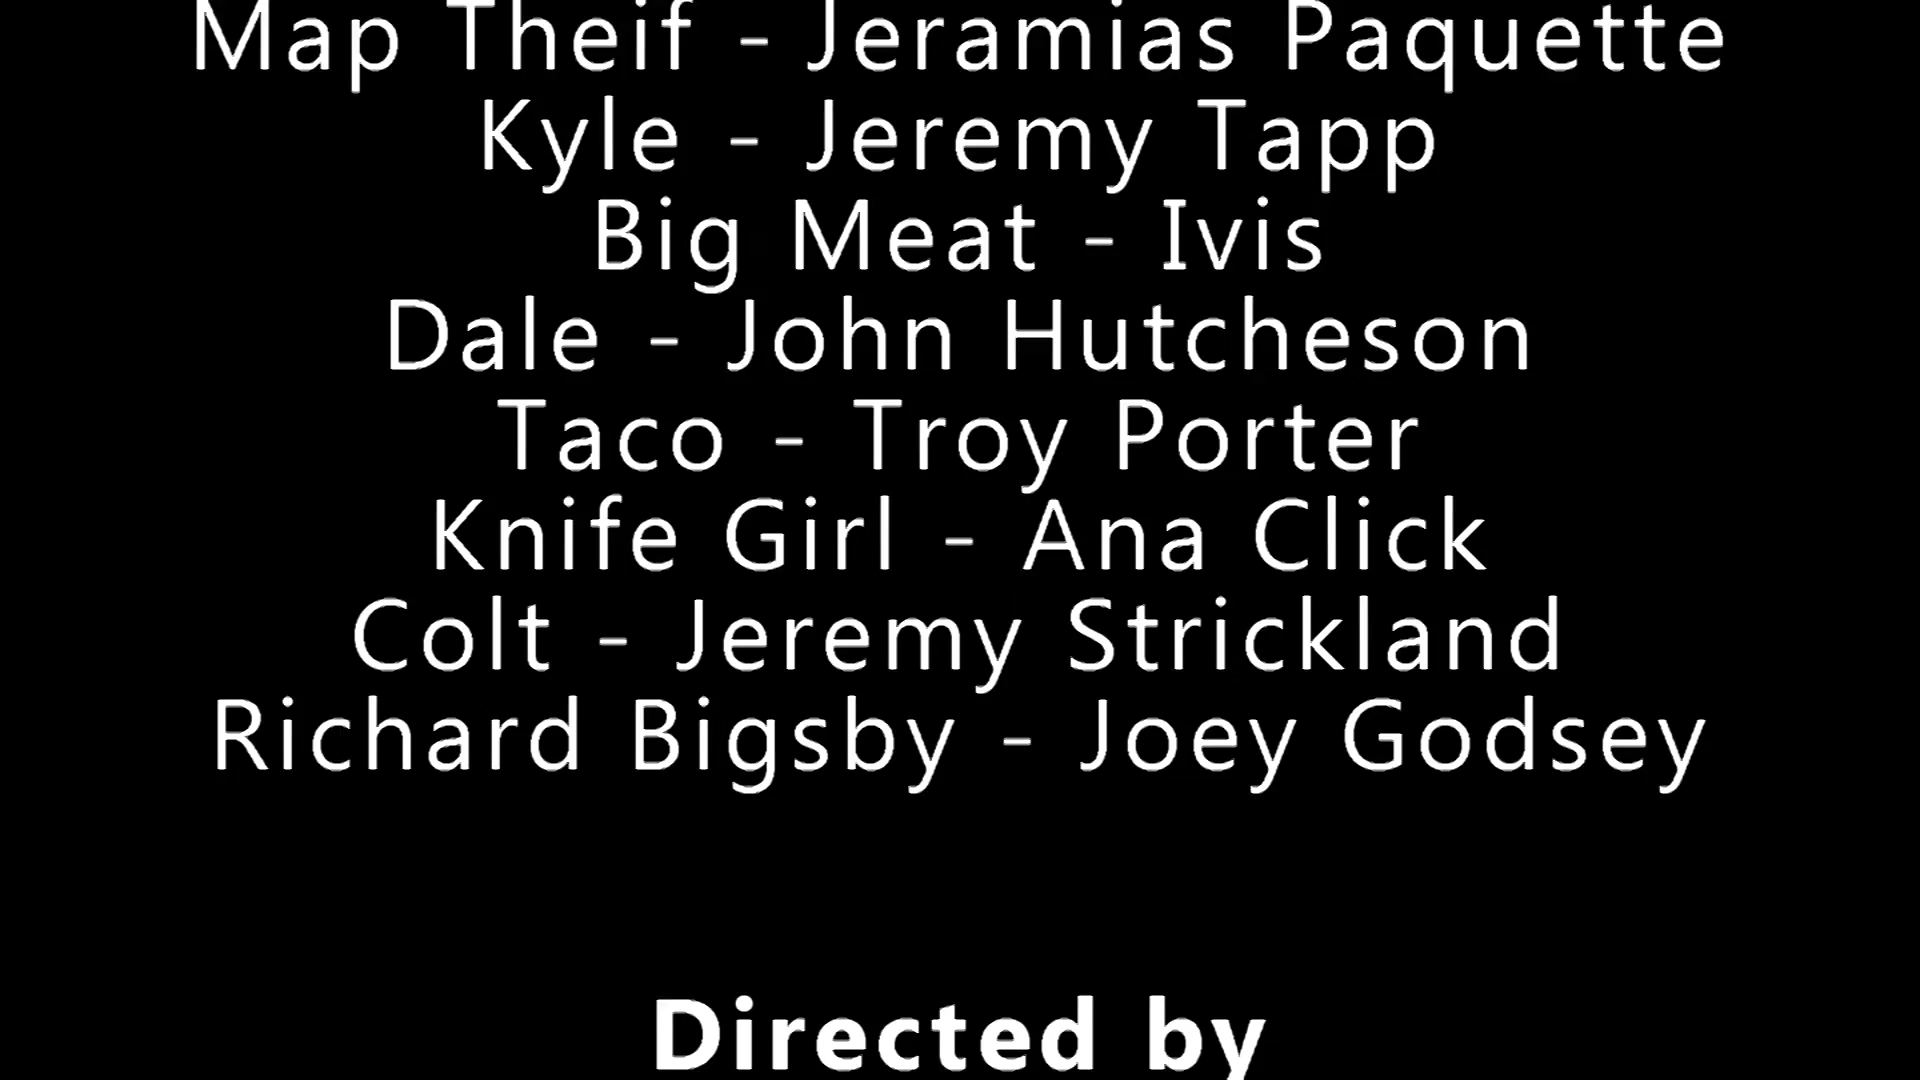 Map Theif - Jeramias Paquette
Kyle - Jeremy Tapp
Big Meat - Ivis
Dale - John Hutcheson
Taco - Troy Porter
Knife Girl - Ana Click
Colt - Jeremy Strickland
Richard Bigsby - Joey Godsey
Directed by